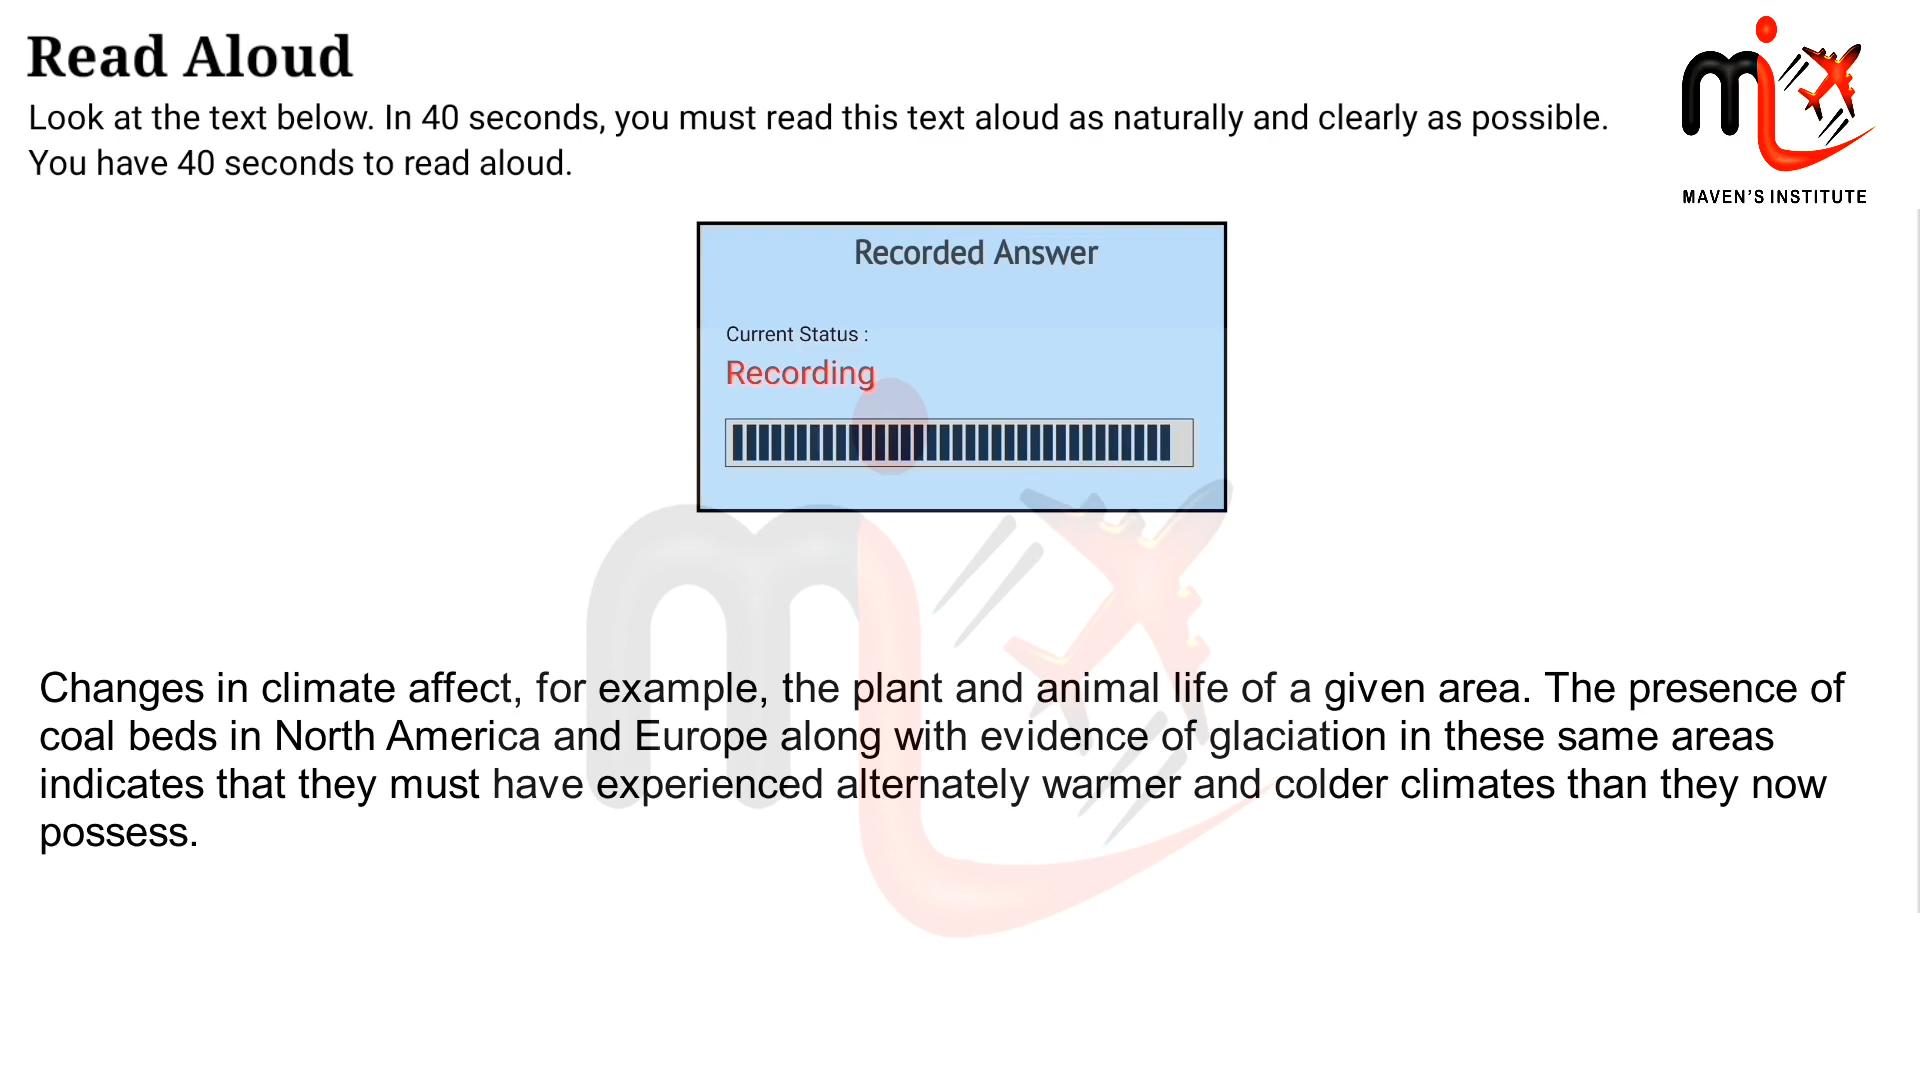 Read Aloud
Look at the text below. In 40 seconds, you must read this text aloud as naturally and clearly as possible.
You have 40 seconds to read aloud.
MAVEN'S INSTITUTE
Recorded Answer
Current Status :
Recording
Changes in climate affect, for example, the plant and animal life of a given area. The presence of
coal beds in North America and Europe along with evidence of glaciation in these same areas
indicates that they must have experienced alternately warmer and colder climates than they now
possess.